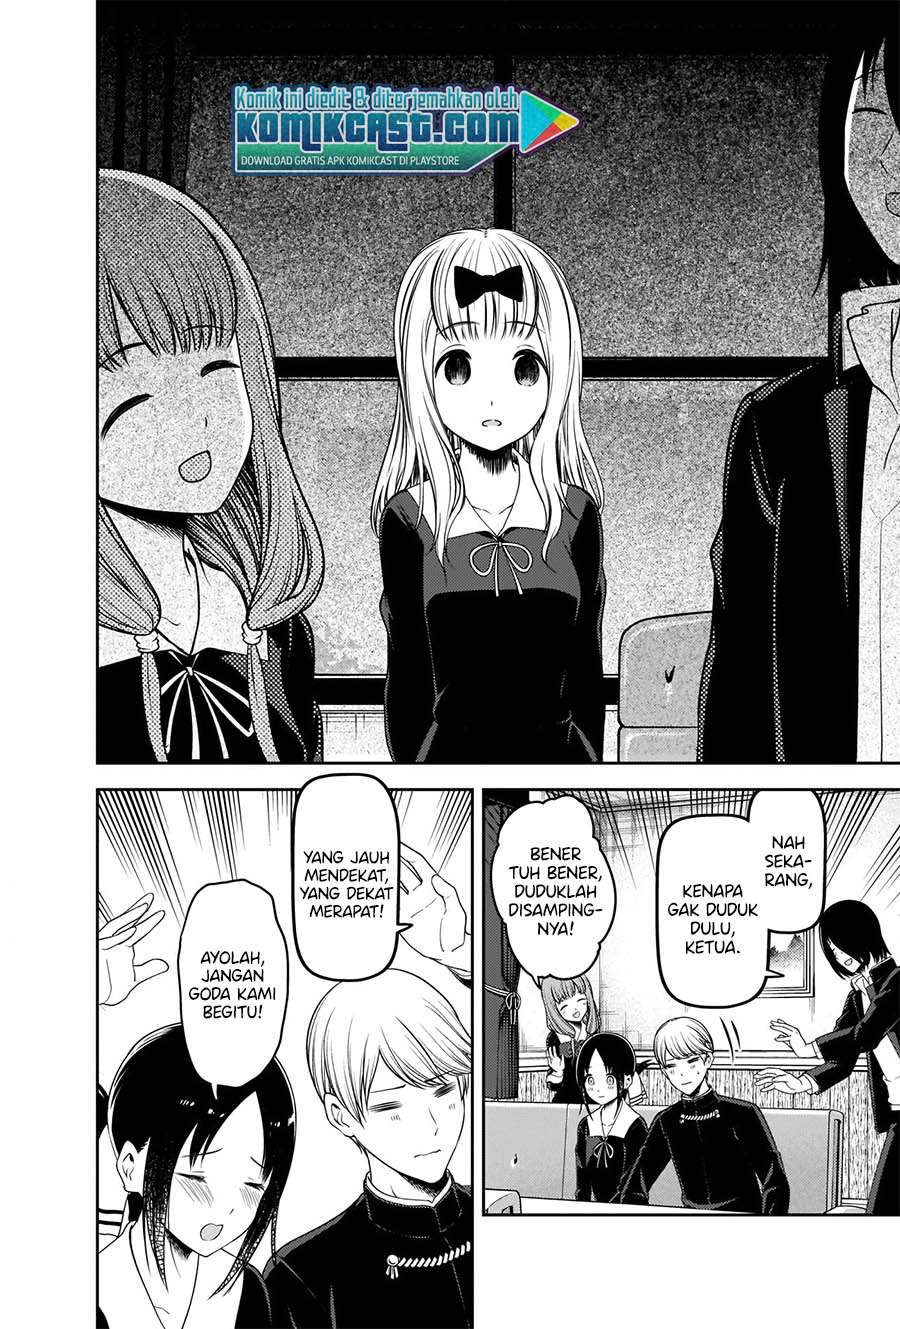 Komik ini diedit & diterjemahkan oleh
KOMIKCAST.COM
DOWNLOAD GRATIS APK KOMIKCAST DI PLAYSTORE
NAH
SEKA-
RANG,
KENAPA
GAK DUDUK
DULU,
KETUA.
BENER
TUH BENER,
DUDUKLAH
DISAMPING-
NYA!
YANG JAUH
MENDEKAT,
YANG DEKAT
MERAPAT!
AYOLAH,
JANGAN
GODA KAMI
BEGITU!